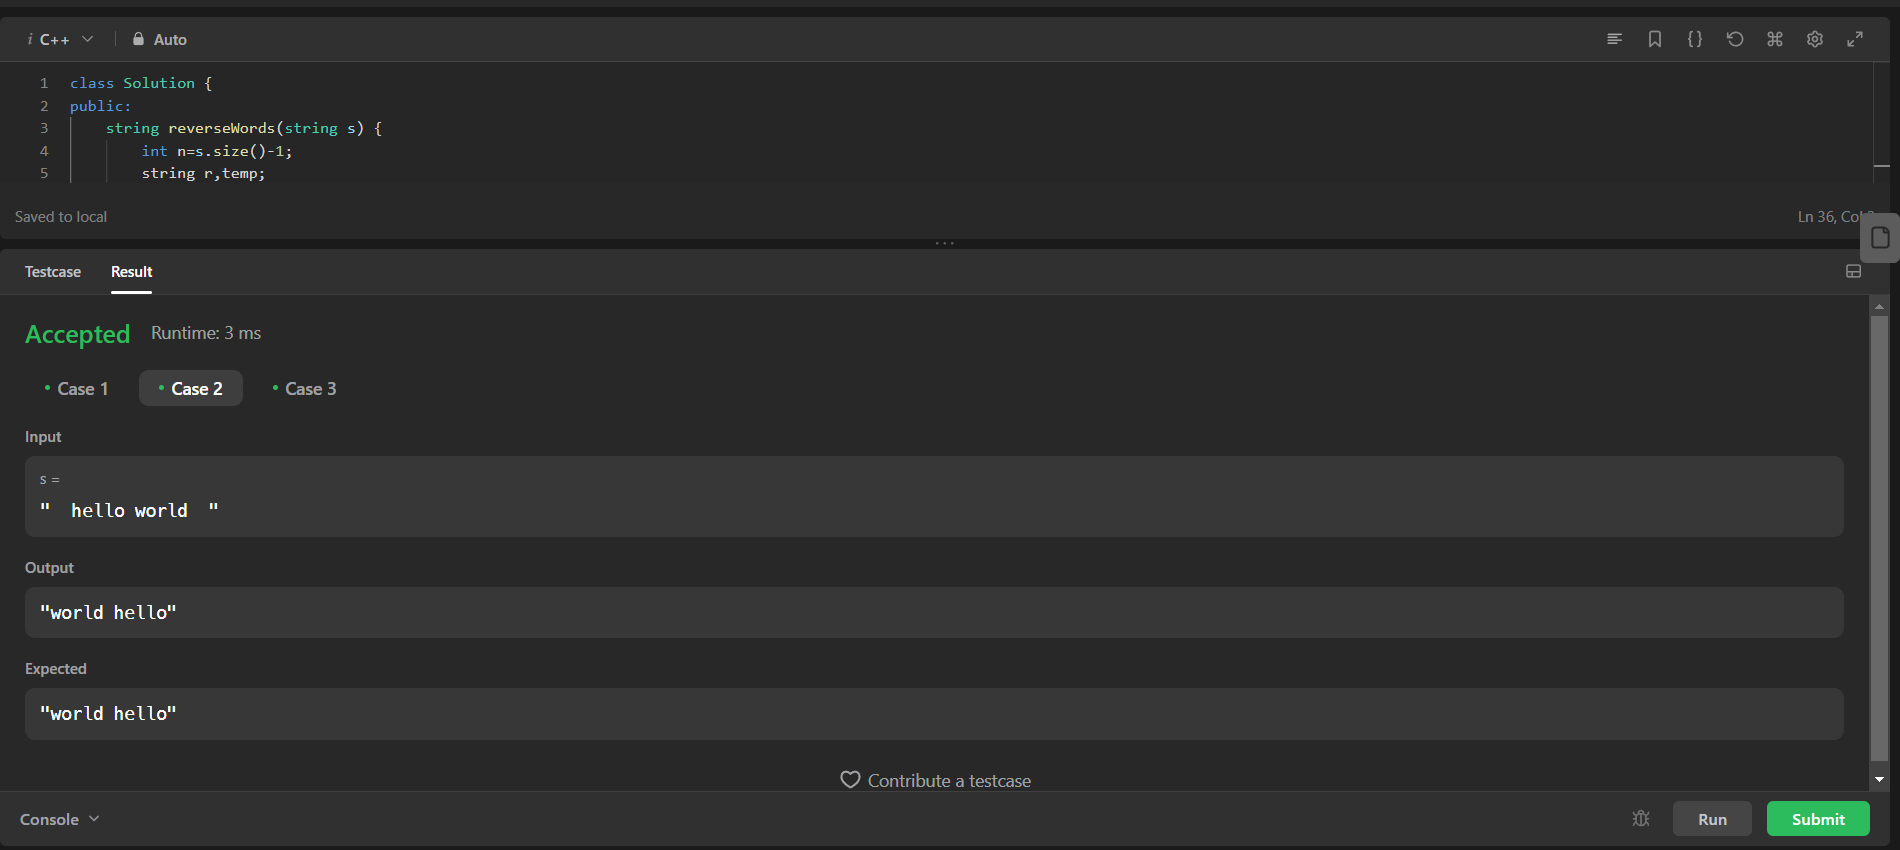 i C++ Auto
1 class Solution {
2 public:
3 string reverseWords(string s) {
4 int n=s.size()-1;
5 string r,temp;
Saved to local Ln 36, Col
Testcase Result
Accepted Runtime: 3 ms
• Case 1 • Case 2 • Case 3
Input
s =
"  hello world  "
Output
"world hello"
Expected
"world hello"
Contribute a testcase
Console Run Submit